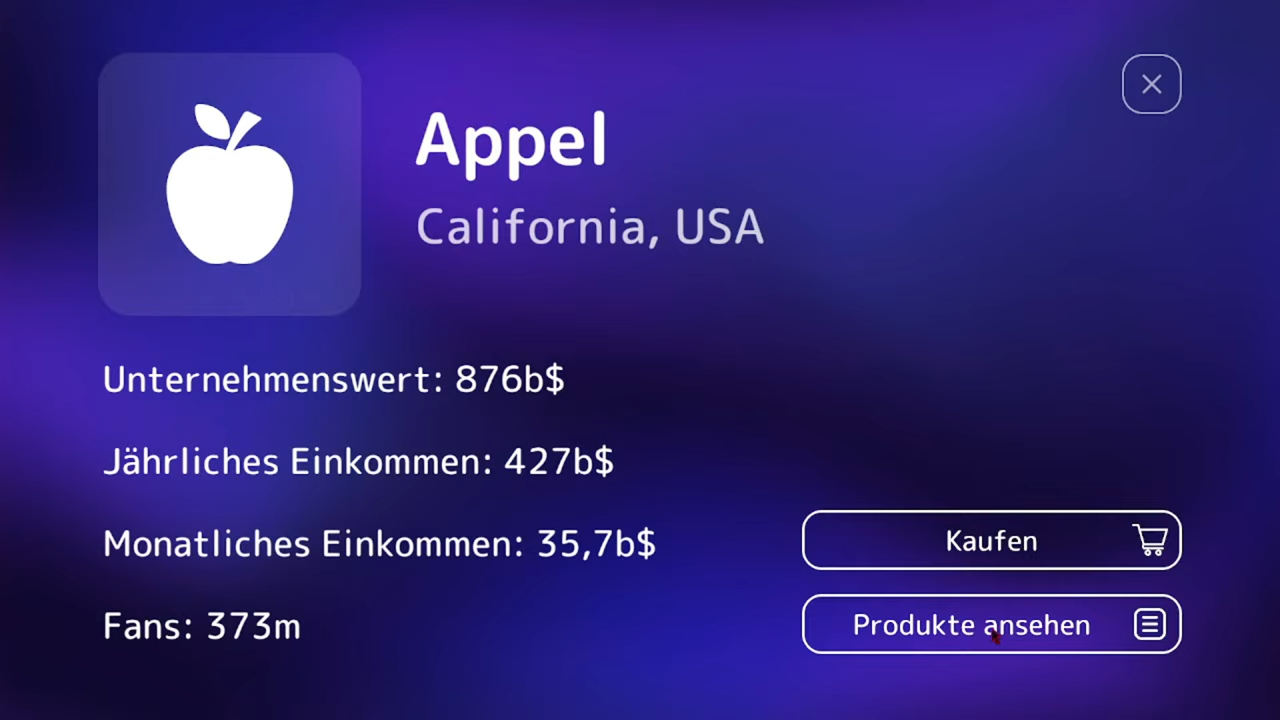 Appel
California, USA
Unternehmenswert: 876b$
Jährliches Einkommen: 427b$
Monatliches Einkommen: 35,7b$
Fans: 373m
Kaufen
Produkte ansehen